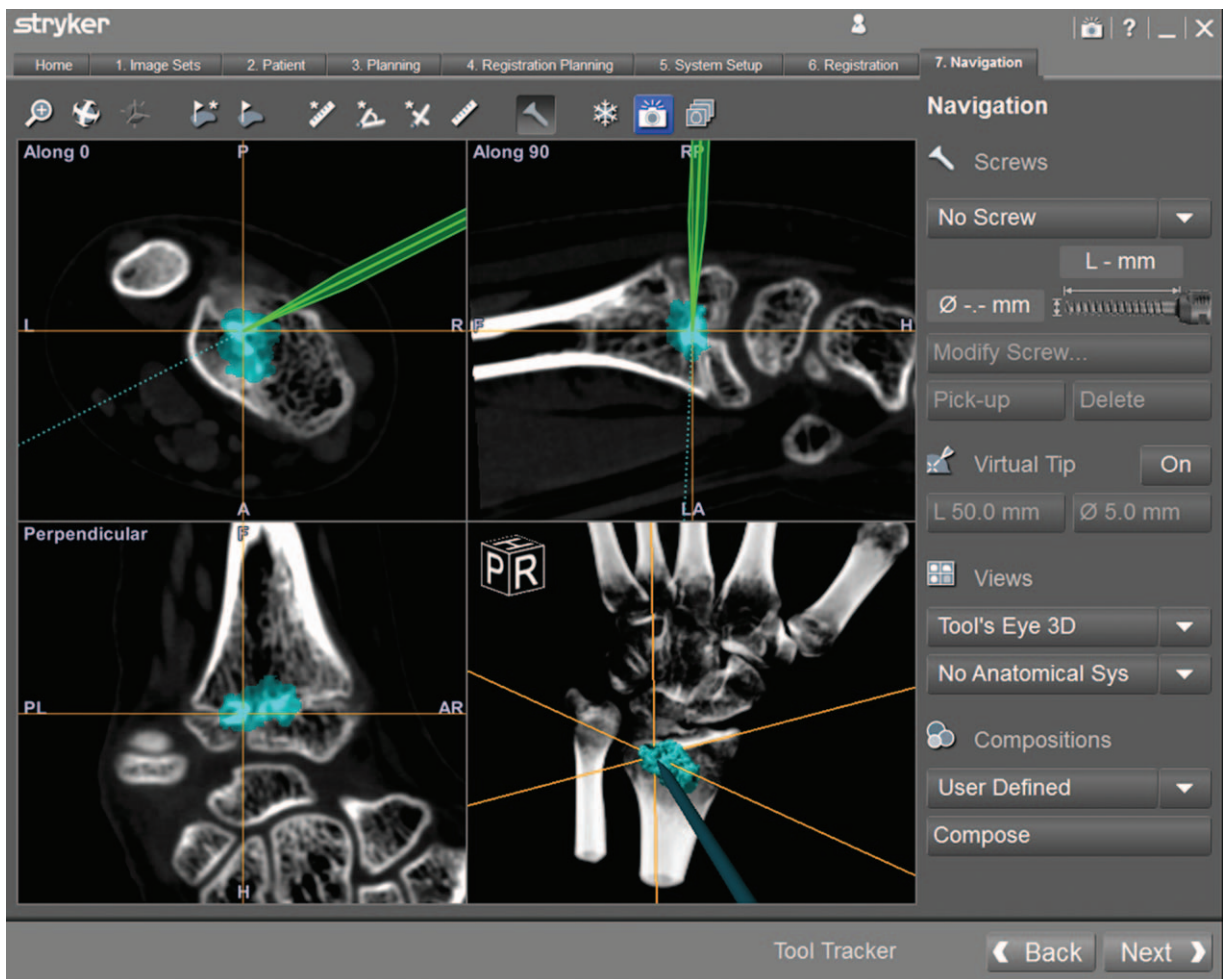 stryker
?
Home 1. Image Sets 2. Patient 3. Planning 4. Registration Planning 5. System Setup 6. Registration 7. Navigation
Navigation
Along 0
P
L
R
A
Along 90
RP
F
H
LA
Perpendicular
F
PL
AR
H
H
P R
Screws
No Screw
L - mm
Ø -.- mm
Modify Screw...
Pick-up Delete
Virtual Tip On
L 50.0 mm Ø 5.0 mm
Views
Tool's Eye 3D
No Anatomical Sys
Compositions
User Defined
Compose
Tool Tracker Back Next